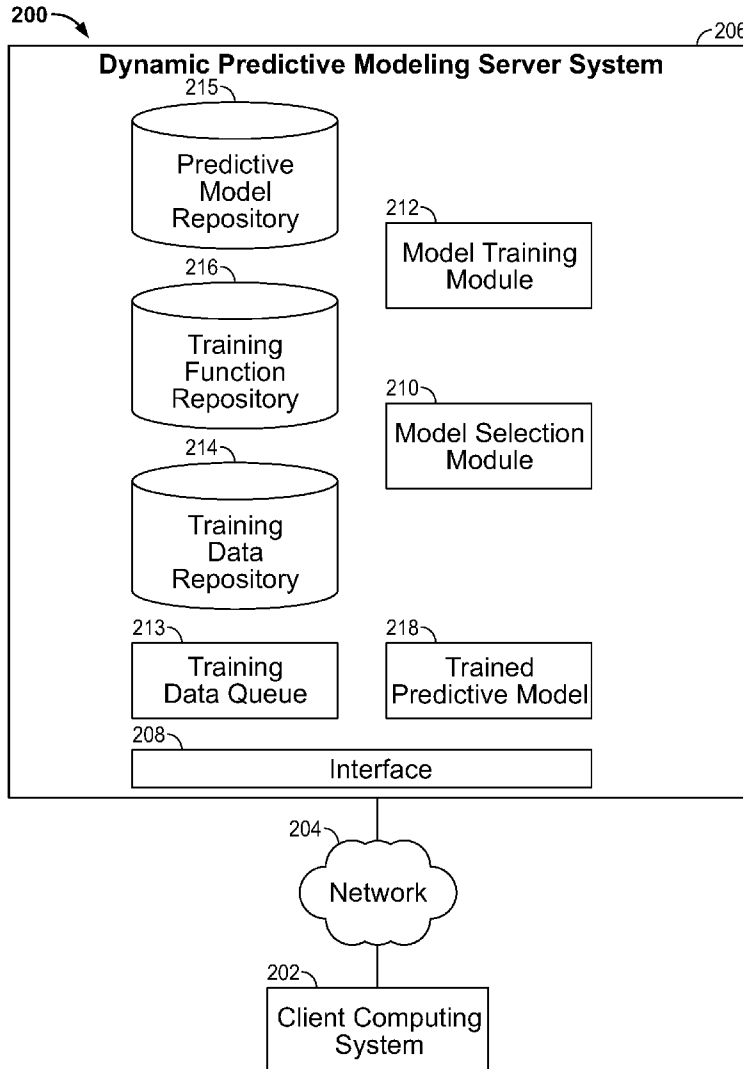 200
206
Dynamic Predictive Modeling Server System
215
Predictive
Model
Repository
212
Model Training
Module
216
Training
Function
Repository
210
Model Selection
Module
214
Training
Data
Repository
213
Training
Data Queue
218
Trained
Predictive Model
208
Interface
204
Network
202
Client Computing
System